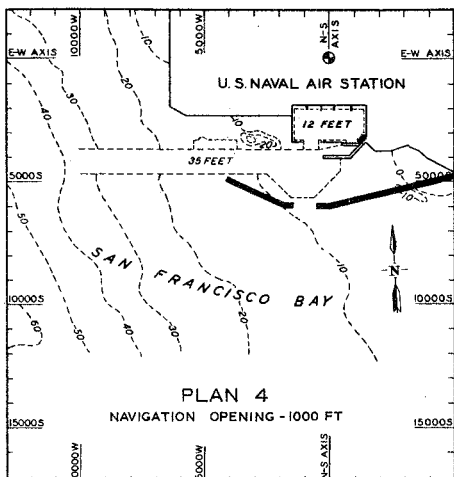 10000W
5000W
N-S
AXIS
E-W AXIS
E-W AXIS
-10
-20
-30
-40
U.S. NAVAL AIR STATION
12 FEET
-10
-20
35 FEET
5000S
5000S
0
-10
-50
SAN FRANCISCO BAY
-10
N
10000S
10000S
-60
-50
-40
-30
-20
PLAN 4
NAVIGATION OPENING - 1000 FT
15000S
15000S
10000W
N-S AXIS